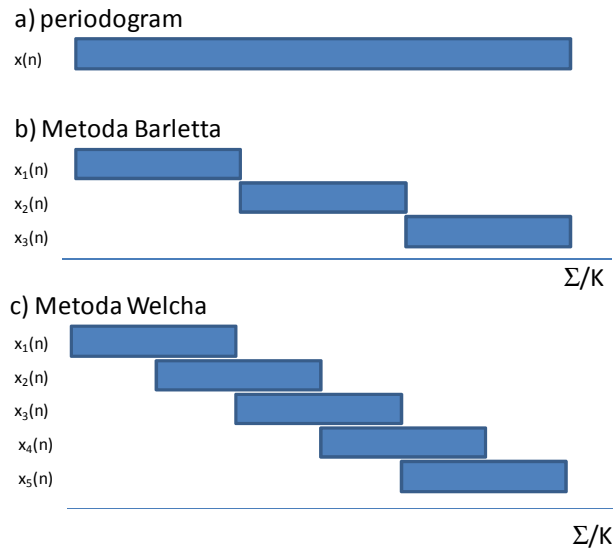 a) periodogram
x(n)
b) Metoda Barletta
x₁(n)
x₂(n)
x₃(n)
Σ/K
c) Metoda Welcha
x₁(n)
x₂(n)
x₃(n)
x₄(n)
x₅(n)
Σ/K